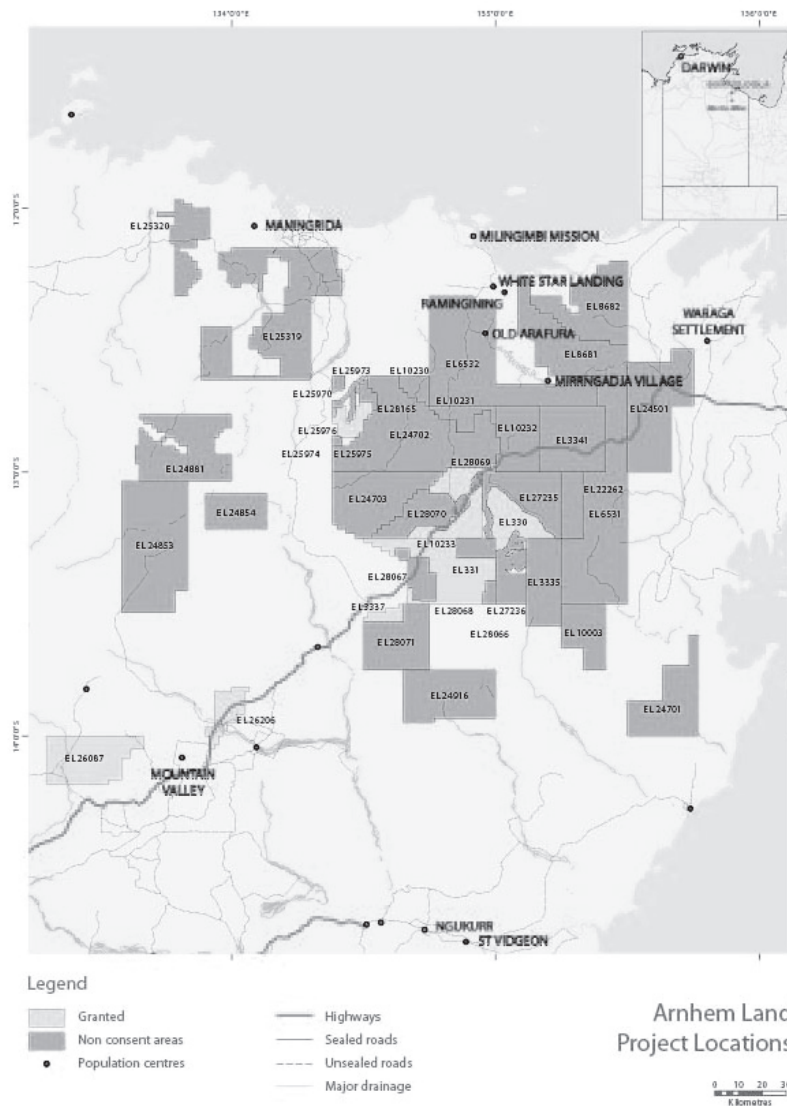 134°0'0"E
155°0'0"E
156°0'0"E
DARWIN
12°0'0"S
EL25320
MANINGRIDA
MILINGIMBI MISSION
WHITE STAR LANDING
RAMINGINING
EL8682
WARAGA
SETTLEMENT
OLD ARAFURA
EL25319
EL6532
EL8681
EL25973
EL10230
MIRRNGADJA VILLAGE
EL25970
EL10231
EL28165
EL24501
EL25976
EL24702
EL10232
EL3341
EL25974
EL25975
EL28069
EL24881
13°0'0"S
EL24703
EL27235
EL22262
EL24854
EL28070
EL330
EL6531
EL24853
EL10233
EL28067
EL331
EL3335
EL3337
EL28068
EL27236
EL28066
EL10003
EL28071
EL24916
EL24701
EL26206
14°0'0"S
EL26087
MOUNTAIN
VALLEY
NGUKURR
ST VIDGEON
Legend
Granted
Non consent areas
Population centres
Highways
Sealed roads
Unsealed roads
Major drainage
Arnhem Land
Project Locations
0 10 20 30
Kilometres